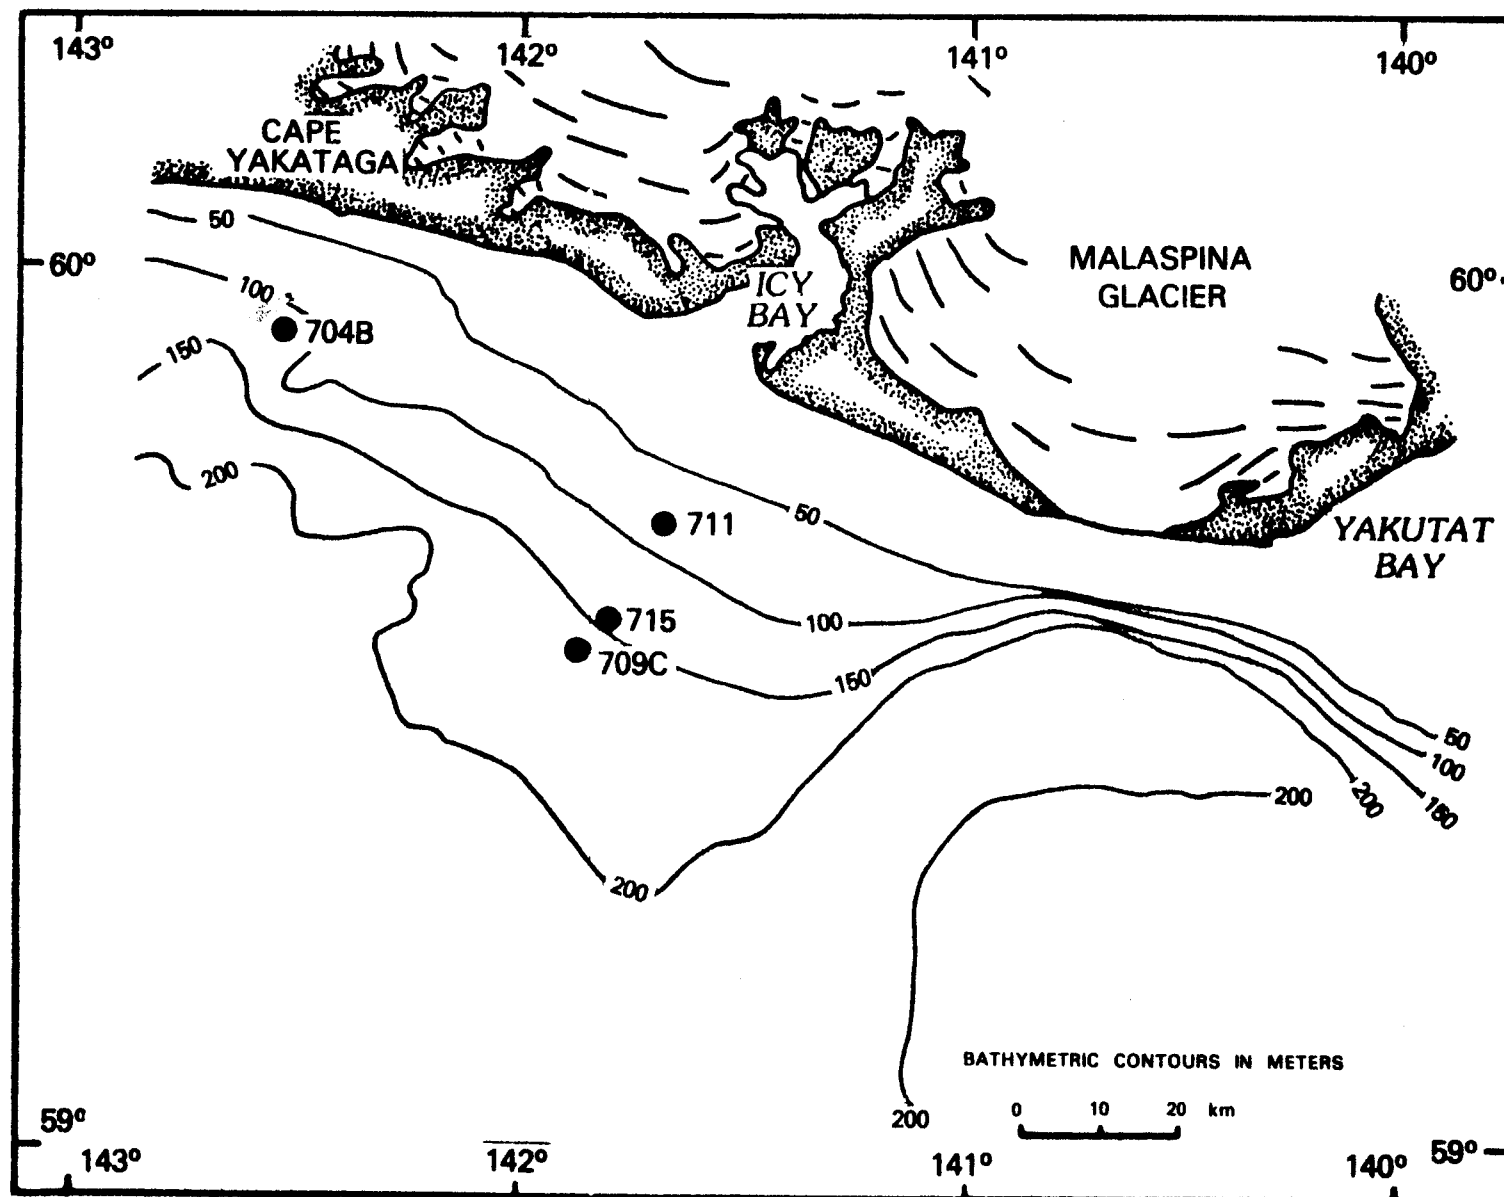 143° 142° 141° 140°
CAPE
YAKATAGA
50
60°
MALASPINA
GLACIER
60°
ICY
BAY
100
704B
150
200
50
711
YAKUTAT
BAY
715
100
709C
150
50
100
150
200
200
200
BATHYMETRIC CONTOURS IN METERS
0 10 20 km
200
59°
59°
143° 142° 141° 140°